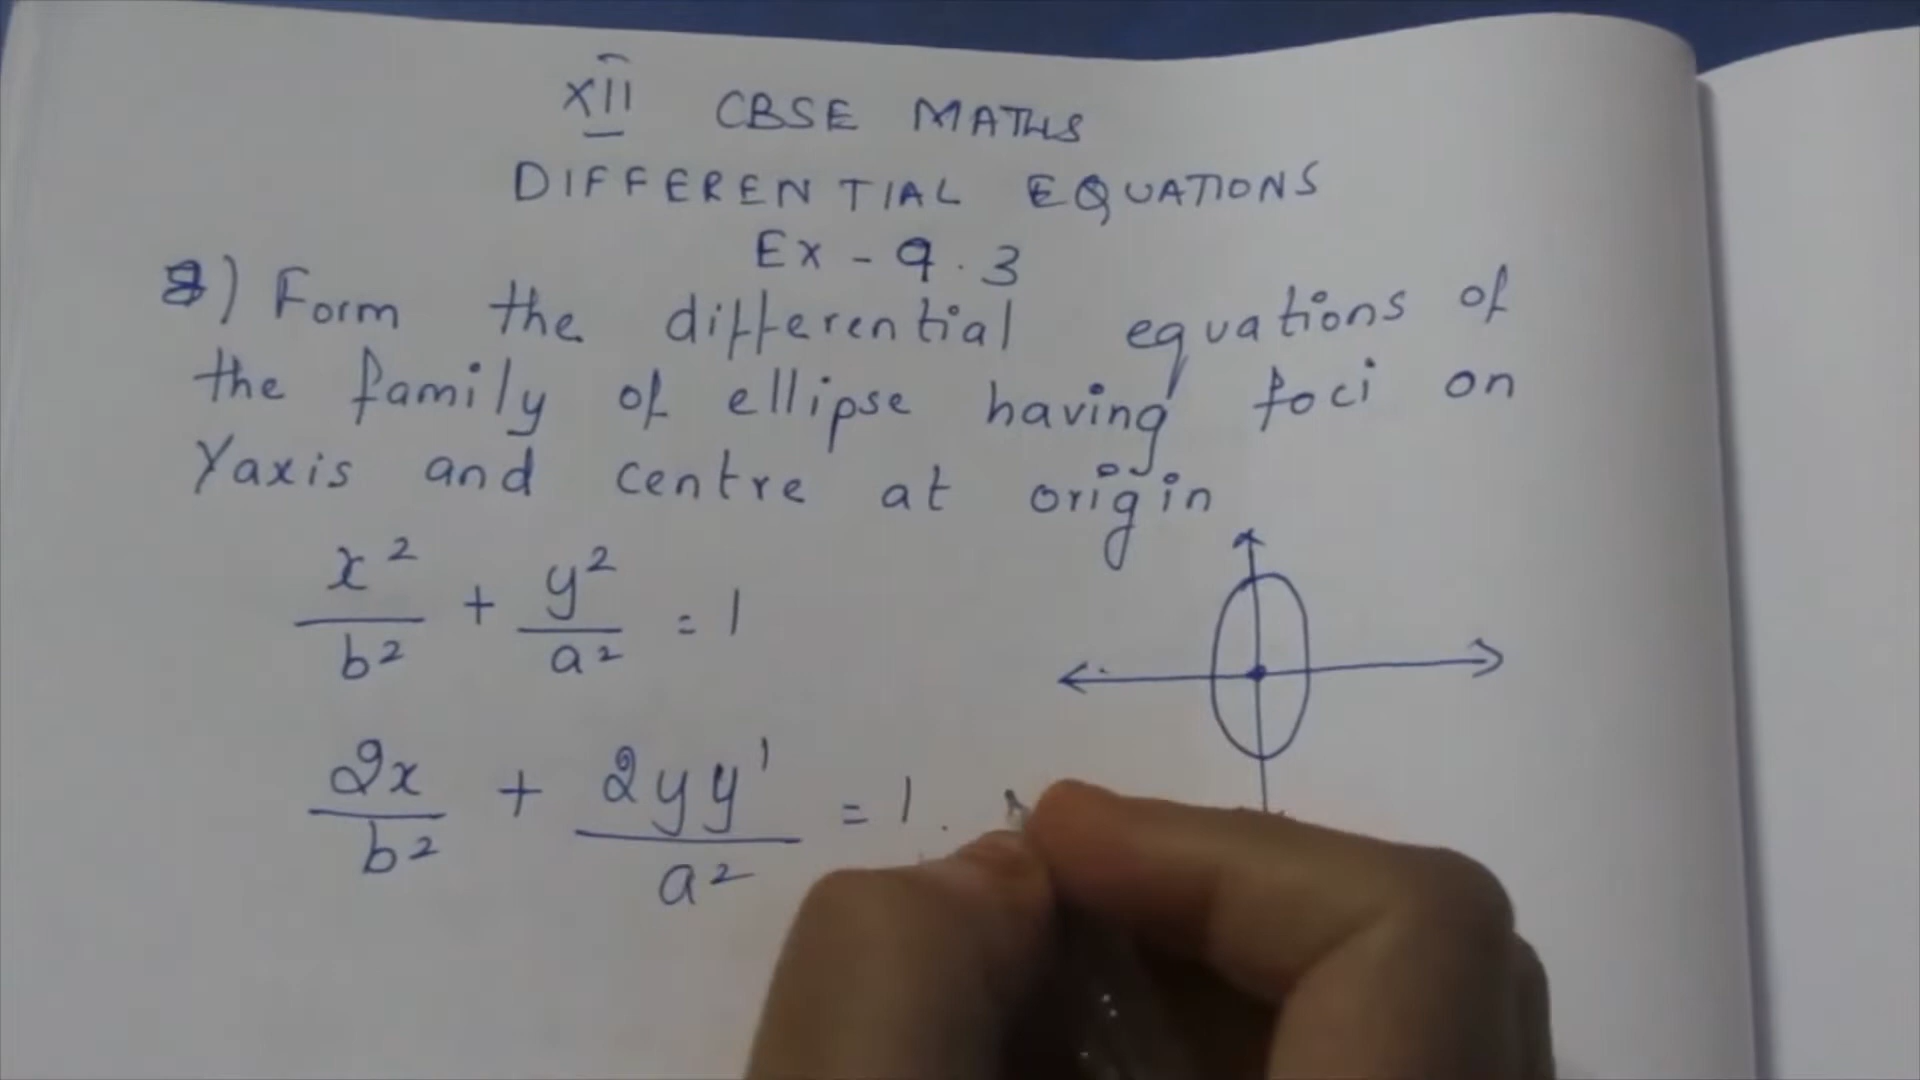 XII CBSE MATHS
DIFFERENTIAL EQUATIONS
Ex - 9.3
8) Form the differential equations of
the family of ellipse having foci on
Yaxis and centre at origin
x²/b² + y²/a² = 1
2x/b² + 2yy'/a² = 1.